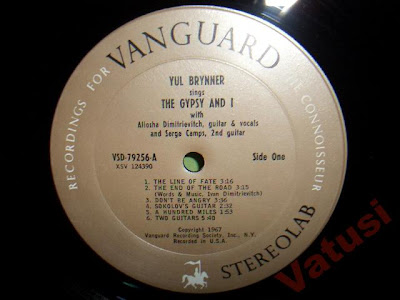 RECORDINGS FOR THE CONNOISSEUR
VANGUARD
YUL BRYNNER
sings
THE GYPSY AND I
with
Aliosha Dimitrievitch, guitar & vocals
and Serge Camps, 2nd guitar
VSD-79256-A
Side One
XSV 124390
1. THE LINE OF FATE 3:16
2. THE END OF THE ROAD 3:15
(Words & Music, Ivan Dimitrievitch)
3. DON'T BE ANGRY 3:56
4. SOKOLOV'S GUITAR 2:32
5. A HUNDRED MILES 1:53
6. TWO GUITARS 5:40
Copyright 1967
Vanguard Recording Society, Inc., N.Y.
Recorded in U.S.A.
STEREOLAB
Vatusi